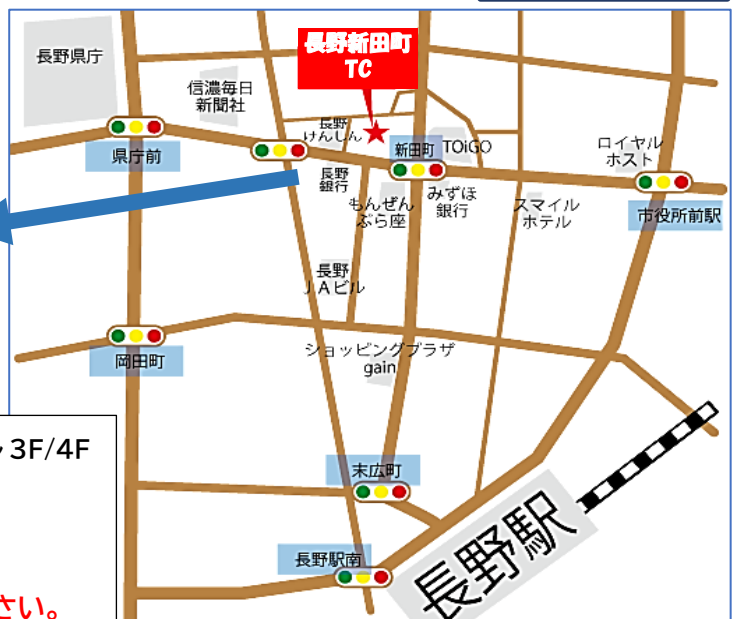 長野新田町
TC
長野県庁
信濃毎日
新聞社
長野
けんしん
県庁前
新田町
TOiGO
ロイヤル
ホスト
長野
銀行
もんぜん
ぷら座
みずほ
銀行
スマイル
ホテル
市役所前駅
長野
JAビル
岡田町
ショッピングプラザ
gain
3F/4F
末広町
長野駅
長野駅南
さい。